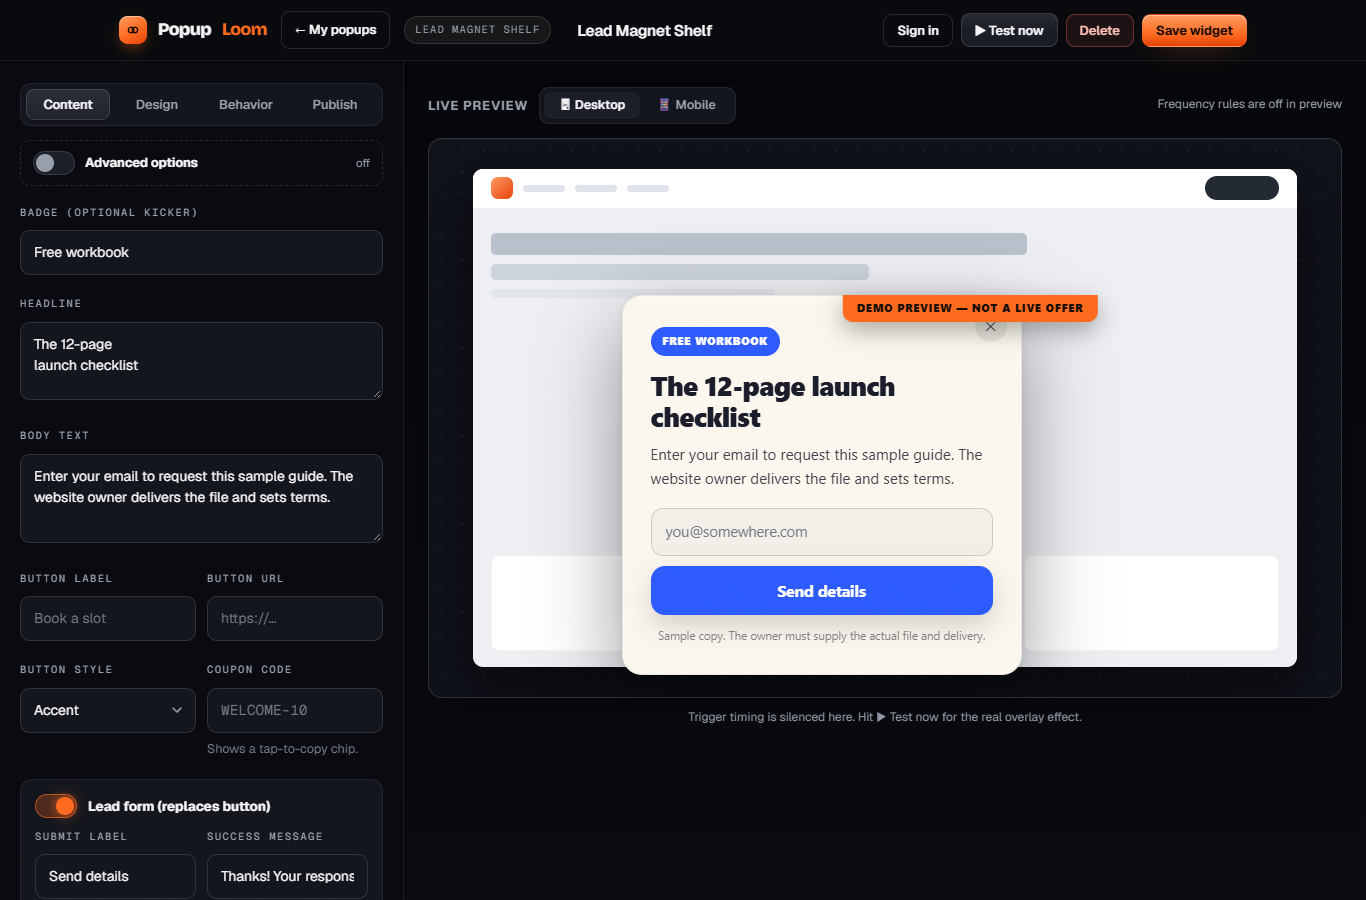 Popup Loom
← My popups
LEAD MAGNET SHELF
Lead Magnet Shelf
Sign in
▶ Test now
Delete
Save widget
Content
Design
Behavior
Publish
Advanced options
off
BADGE (OPTIONAL KICKER)
Free workbook
HEADLINE
The 12-page
launch checklist
BODY TEXT
Enter your email to request this sample guide. The
website owner delivers the file and sets terms.
BUTTON LABEL
BUTTON URL
Book a slot
https://…
BUTTON STYLE
COUPON CODE
Accent
WELCOME-10
Shows a tap-to-copy chip.
Lead form (replaces button)
SUBMIT LABEL
SUCCESS MESSAGE
Send details
Thanks! Your respons
LIVE PREVIEW
Desktop
Mobile
Frequency rules are off in preview
DEMO PREVIEW — NOT A LIVE OFFER
FREE WORKBOOK
The 12-page launch
checklist
Enter your email to request this sample guide. The
website owner delivers the file and sets terms.
you@somewhere.com
Send details
Sample copy. The owner must supply the actual file and delivery.
Trigger timing is silenced here. Hit ▶ Test now for the real overlay effect.